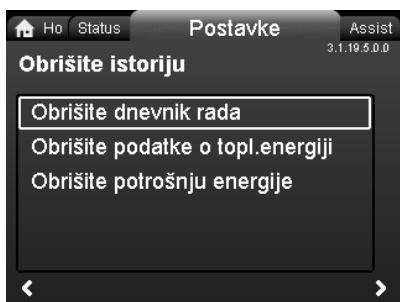 Ho Status Postavke Assist
3.1.19.5.0.0
Obrišite istoriju
Obrišite dnevnik rada
Obrišite podatke o topl.energiji
Obrišite potrošnju energije